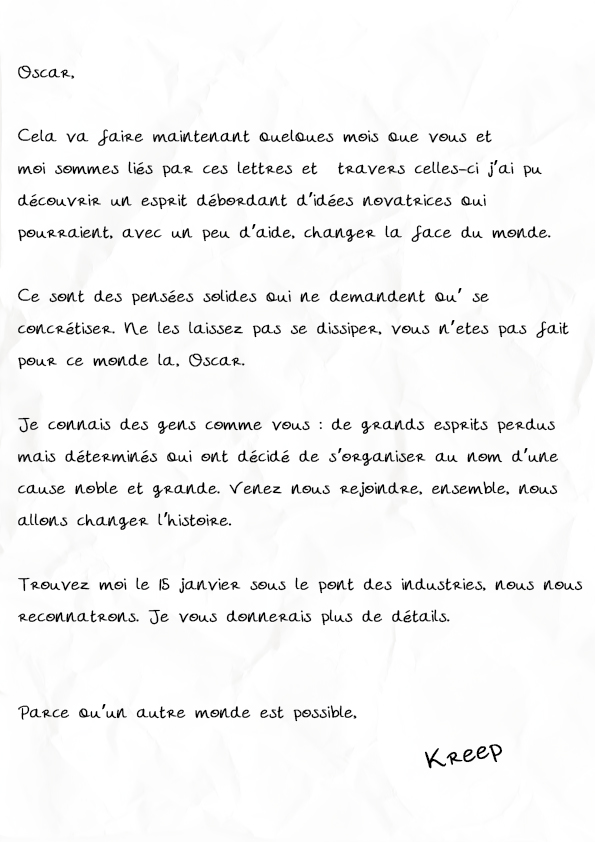 Oscar,
Cela va faire maintenant quelques mois que vous et
moi sommes liés par ces lettres et travers celles-ci j'ai pu
découvrir un esprit débordant d'idées novatrices qui
pourraient, avec un peu d'aide, changer la face du monde.
Ce sont des pensées solides qui ne demandent qu' se
concrétiser. Ne les laissez pas se dissiper, vous n'etes pas fait
pour ce monde la, Oscar.
Je connais des gens comme vous : de grands esprits perdus
mais déterminés qui ont décidé de s'organiser au nom d'une
cause noble et grande. Venez nous rejoindre, ensemble, nous
allons changer l'histoire.
Trouvez moi le 15 janvier sous le pont des industries, nous nous
reconnatrons. Je vous donnerais plus de détails.
Parce qu'un autre monde est possible,
Kreep